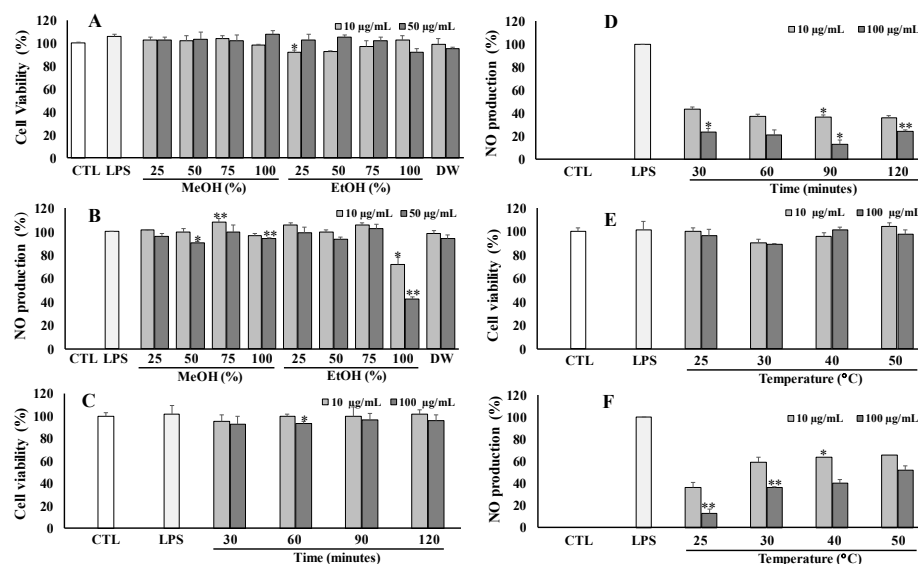 A
10 µg/mL 50 µg/mL
Cell Viability (%)
120
100
80
60
40
20
0
*
CTL LPS 25 50 75 100 25 50 75 100 DW
MeOH (%) EtOH (%)
B
10 µg/mL 50 µg/mL
NO production (%)
120
100
80
60
40
20
0
* ** ** * **
CTL LPS 25 50 75 100 25 50 75 100 DW
MeOH (%) EtOH (%)
C
10 µg/mL 100 µg/mL
Cell viability (%)
120
100
80
60
40
20
0
*
CTL LPS 30 60 90 120
Time (minutes)
D
10 µg/mL 100 µg/mL
NO production (%)
120
100
80
60
40
20
0
* * * **
CTL LPS 30 60 90 120
Time (minutes)
E
10 µg/mL 100 µg/mL
Cell viability (%)
120
100
80
60
40
20
0
CTL LPS 25 30 40 50
Temperature (°C)
F
10 µg/mL 100 µg/mL
NO production (%)
120
100
80
60
40
20
0
** ** *
CTL LPS 25 30 40 50
Temperature (°C)